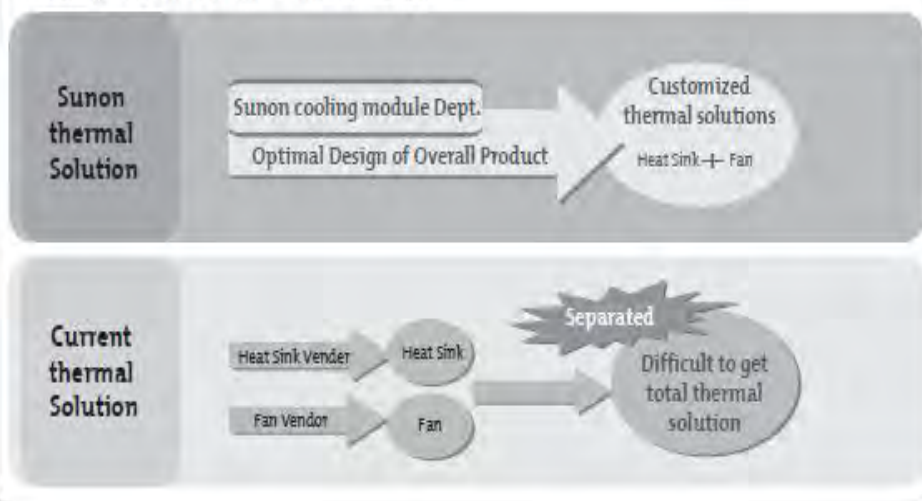 Sunon
thermal
Solution
Sunon cooling module Dept.
Optimal Design of Overall Product
Customized
thermal solutions
Heat Sink + Fan
Current
thermal
Solution
Heat Sink Vender
Heat Sink
Fan Vendor
Fan
Separated
Difficult to get
total thermal
solution